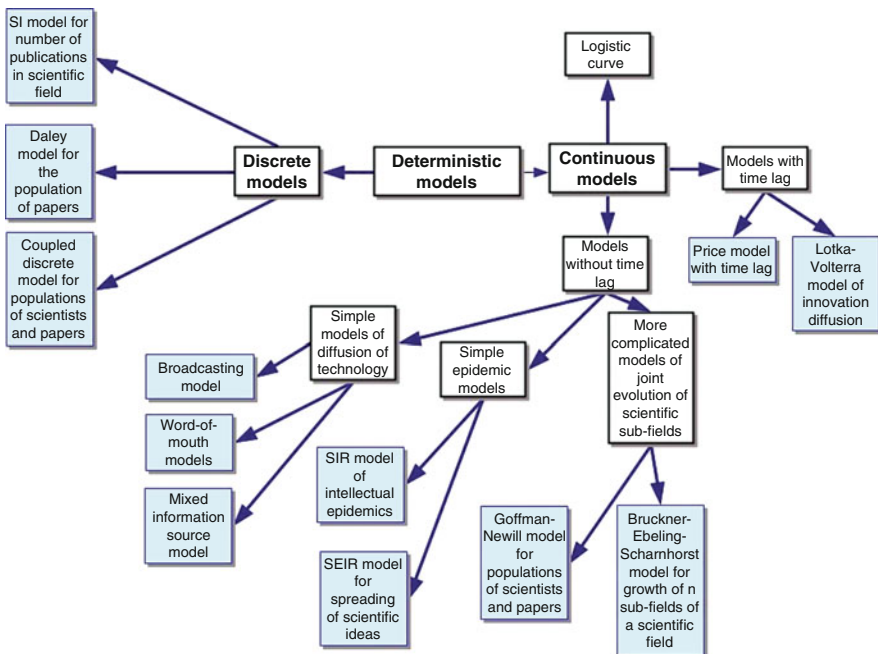 SI model for
number of
publications
in scientific
field
Logistic
curve
Daley
model for
the
population
of papers
Discrete
models
Deterministic
models
Continuous
models
Models with
time lag
Coupled
discrete
model for
populations
of scientists
and papers
Models
without time
lag
Price model
with time lag
Lotka-
Volterra
model of
innovation
diffusion
Simple
models of
diffusion of
technology
Simple
epidemic
models
More
complicated
models of
joint
evolution of
scientific
sub-fields
Broadcasting
model
Word-of-
mouth
models
Mixed
information
source
model
SIR model
of
intellectual
epidemics
SEIR model
for
spreading
of scientific
ideas
Goffman-
Newill model
for
populations
of scientists
and papers
Bruckner-
Ebeling-
Scharnhorst
model for
growth of n
sub-fields of
a scientific
field